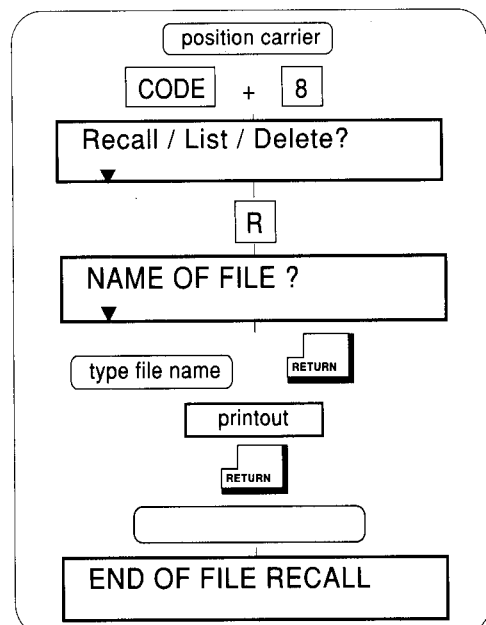 position carrier
CODE + 8
Recall / List / Delete?
R
NAME OF FILE ?
type file name RETURN
printout
RETURN
END OF FILE RECALL